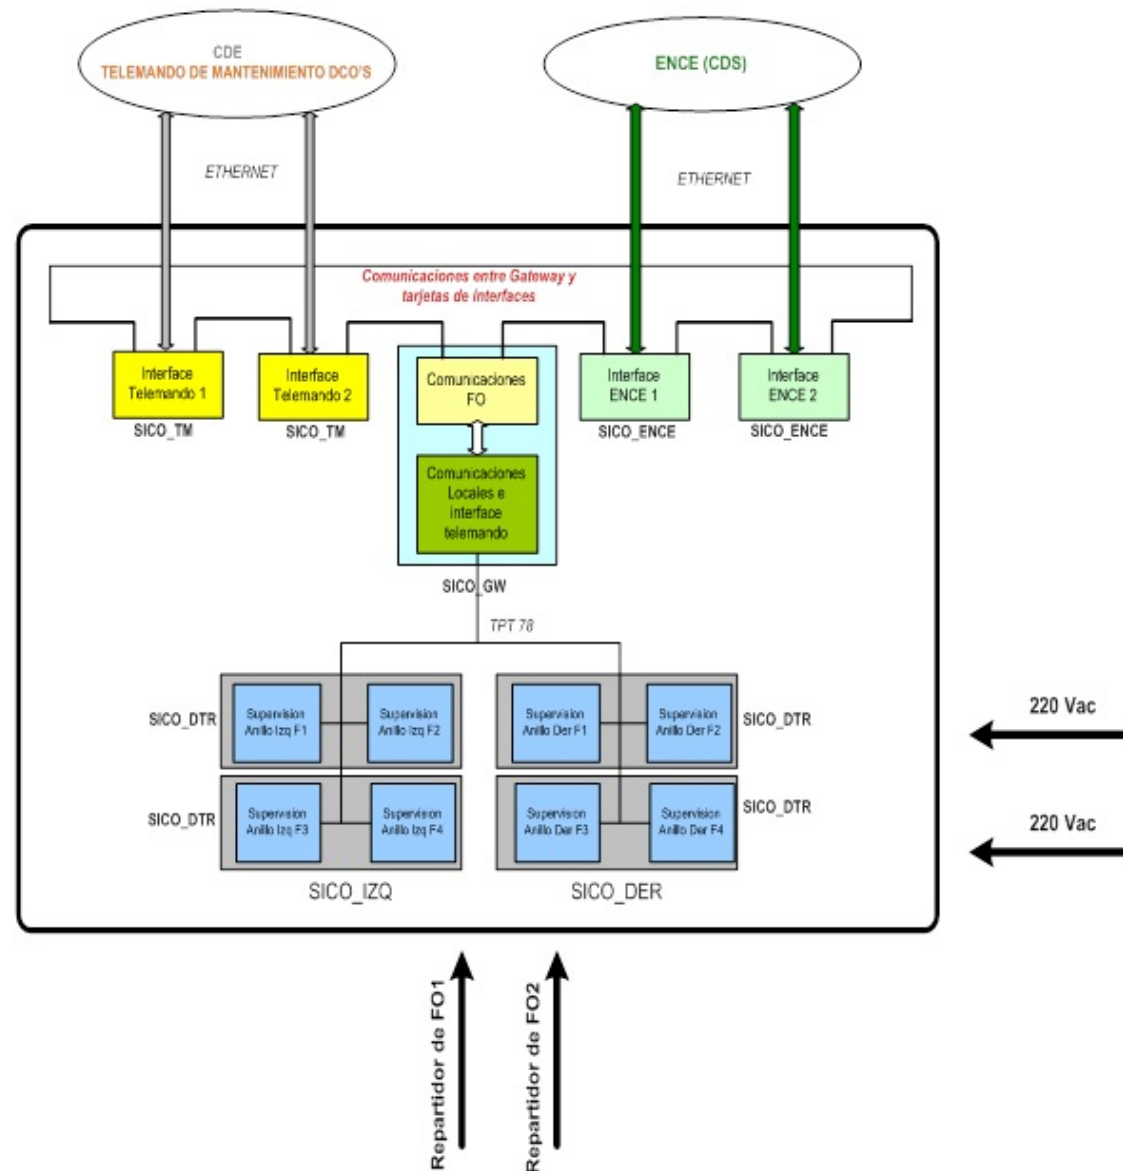 CDE
TELEMANDO DE MANTENIMIENTO DCO'S
ENCE (CDS)
ETHERNET
ETHERNET
Comunicaciones entre Gateway y
tarjetas de Interfaces
Interface
Telemando 1
SICO_TM
Interface
Telemando 2
SICO_TM
Comunicaciones
FO
Comunicaciones
Locales e
interface
telemando
SICO_GW
Interface
ENCE 1
SICO_ENCE
Interface
ENCE 2
SICO_ENCE
TPT 78
SICO_DTR
Supervision
Anillo Izq F1
Supervision
Anillo Izq F2
Supervision
Anillo Der F1
Supervision
Anillo Der F2
SICO_DTR
SICO_DTR
Supervision
Anillo Izq F3
Supervision
Anillo Izq F4
Supervision
Anillo Der F3
Supervision
Anillo Der F4
SICO_DTR
SICO_IZQ
SICO_DER
220 Vac
220 Vac
Repartidor de FO1
Repartidor de FO2